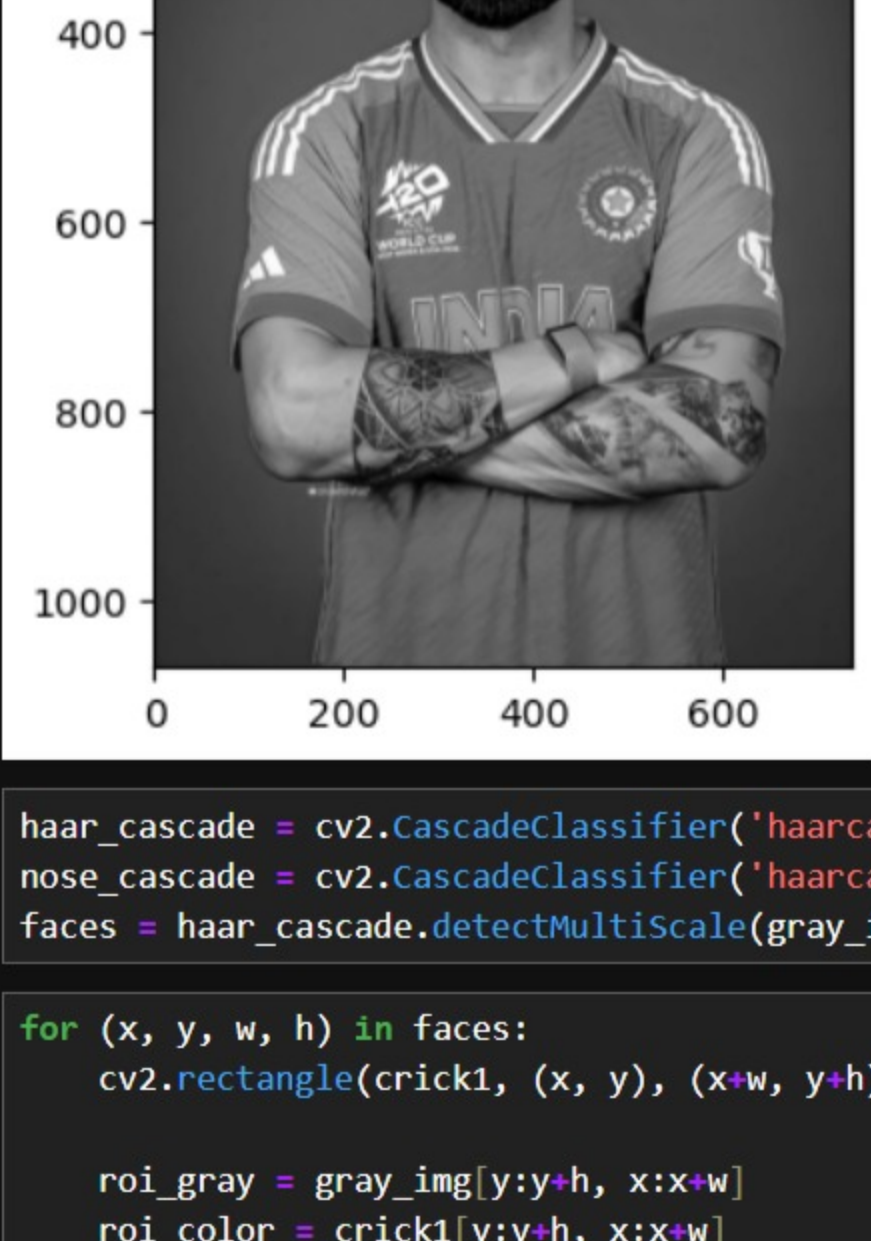 400
600
800
1000
T20
WORLD CUP
INDIA
0 200 400 600
haar_cascade = cv2.CascadeClassifier('haarca
nose_cascade = cv2.CascadeClassifier('haarca
faces = haar_cascade.detectMultiScale(gray_
for (x, y, w, h) in faces:
cv2.rectangle(crick1, (x, y), (x+w, y+h)
roi_gray = gray_img[y:y+h, x:x+w]
roi_color = crick1[y:y+h, x:x+w]